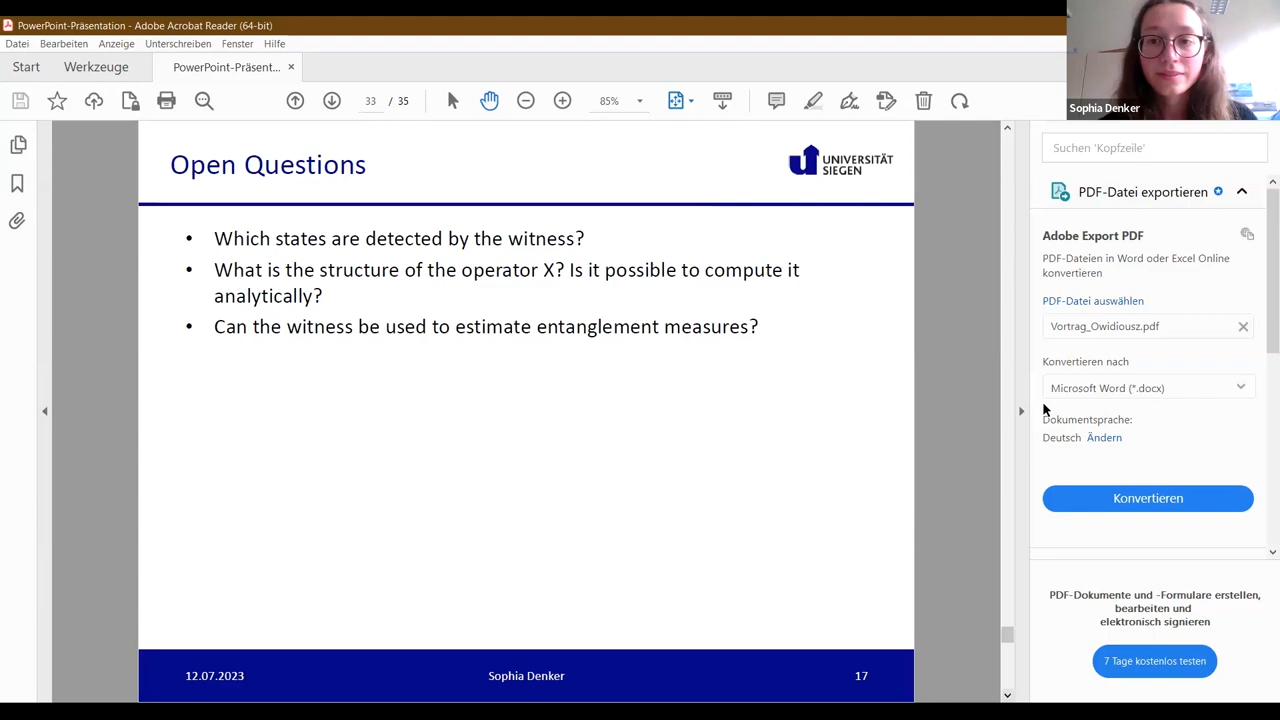 PowerPoint-Präsentation - Adobe Acrobat Reader (64-bit)
Datei Bearbeiten Anzeige Unterschreiben Fenster Hilfe
Start Werkzeuge PowerPoint-Präsent... ×
33 / 35 85%
Sophia Denker
Open Questions
UNIVERSITÄT
SIEGEN
• Which states are detected by the witness?
• What is the structure of the operator X? Is it possible to compute it
analytically?
• Can the witness be used to estimate entanglement measures?
12.07.2023 Sophia Denker 17
Suchen 'Kopfzeile'
PDF-Datei exportieren
Adobe Export PDF
PDF-Dateien in Word oder Excel Online
konvertieren
PDF-Datei auswählen
Vortrag_Owidiousz.pdf
Konvertieren nach
Microsoft Word (*.docx)
Dokumentsprache:
Deutsch Ändern
Konvertieren
PDF-Dokumente und -Formulare erstellen,
bearbeiten und
elektronisch signieren
7 Tage kostenlos testen